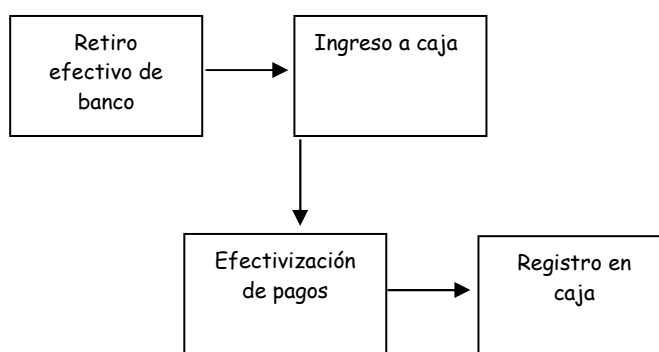 Retiro
efectivo de
banco
Ingreso a caja
Efectivización
de pagos
Registro en
caja